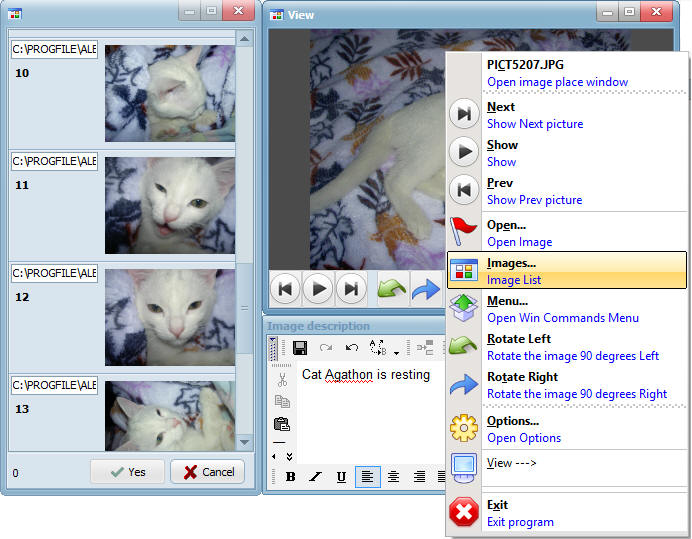 C:\PROGFILE\ALE
10
C:\PROGFILE\ALE
11
C:\PROGFILE\ALE
12
C:\PROGFILE\ALE
13
0
Yes
Cancel
View
Image description
Cat Agathon is resting
B I U
PICT5207.JPG
Open image place window
Next
Show Next picture
Show
Show
Prev
Show Prev picture
Open...
Open Image
Images...
Image List
Menu...
Open Win Commands Menu
Rotate Left
Rotate the image 90 degrees Left
Rotate Right
Rotate the image 90 degrees Right
Options...
Open Options
View --->
Exit
Exit program